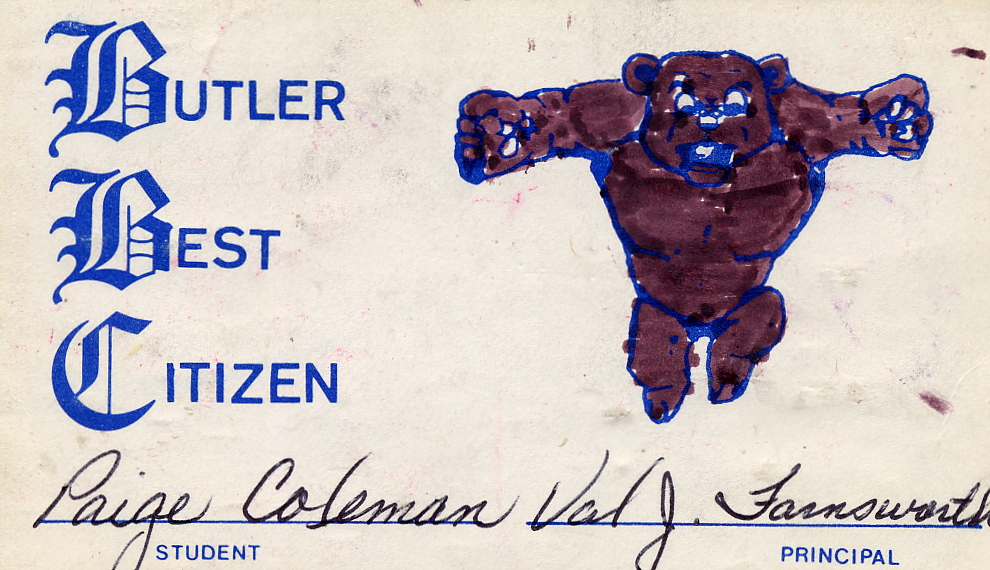 BUTLER
BEST
CITIZEN
Paige Coleman Val J. Farnsworth
STUDENT PRINCIPAL